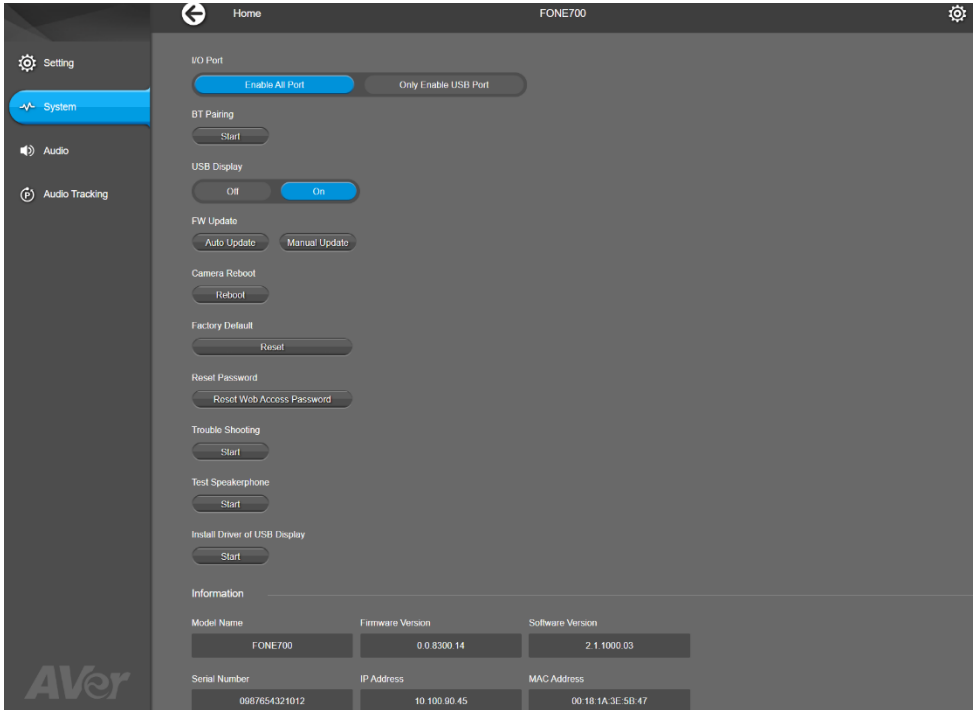 Home
FONE700
Setting
System
Audio
Audio Tracking
I/O Port
Enable All Port Only Enable USB Port
BT Pairing
Start
USB Display
Off On
FW Update
Auto Update Manual Update
Camera Reboot
Reboot
Factory Default
Reset
Reset Password
Reset Web Access Password
Trouble Shooting
Start
Test Speakerphone
Start
Install Driver of USB Display
Start
Information
Model Name Firmware Version Software Version
FONE700 0.0.8300.14 2.1.1000.03
Serial Number IP Address MAC Address
0987654321012 10.100.90.45 00:18:1A:3E:5B:47
AVer